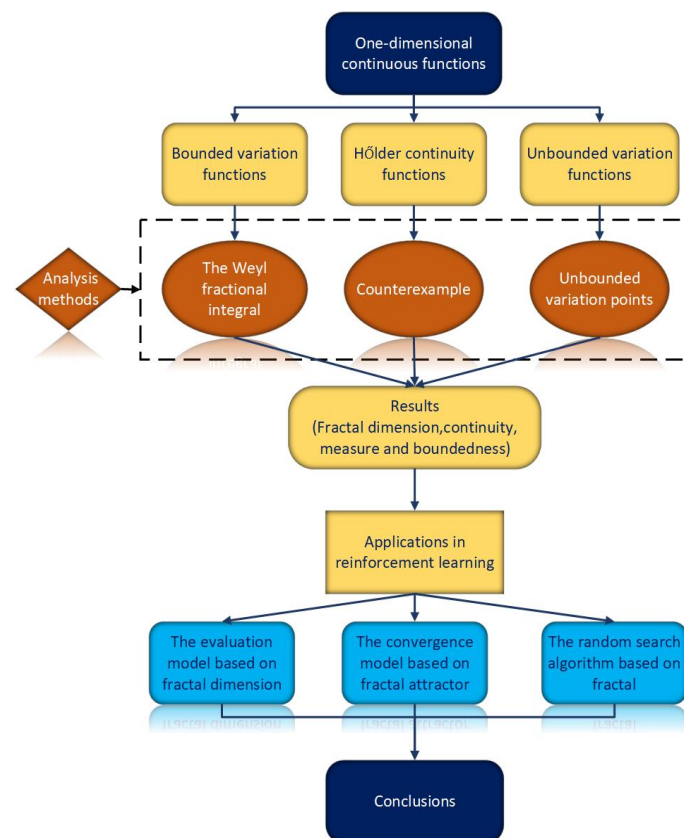 One-dimensional
continuous functions
Bounded variation
functions
HŐlder continuity
functions
Unbounded variation
functions
Analysis
methods
The Weyl
fractional
integral
Counterexample
Unbounded
variation points
Results
(Fractal dimension,continuity,
measure and boundedness)
Applications in
reinforcement learning
The evaluation
model based on
fractal dimension
The convergence
model based on
fractal attractor
The random search
algorithm based on
fractal
Conclusions